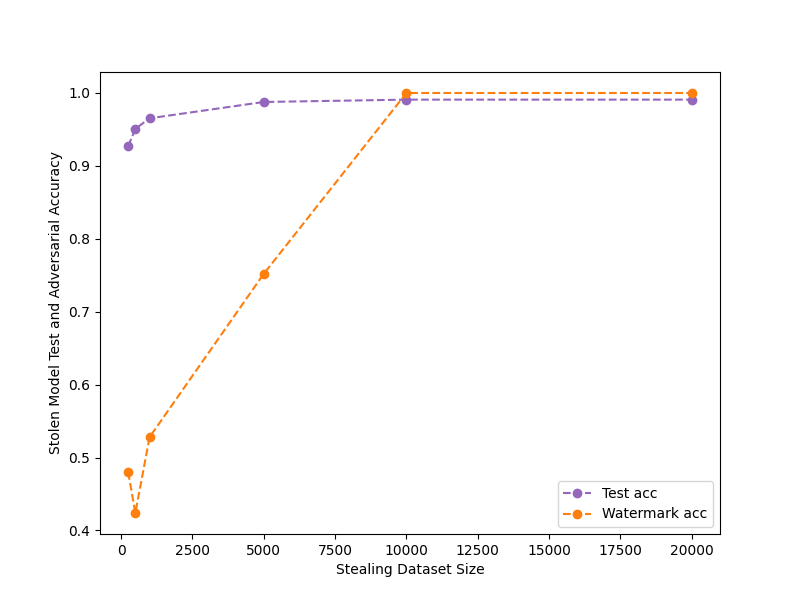 1.0
0.9
0.8
0.7
0.6
0.5
0.4
Stolen Model Test and Adversarial Accuracy
Test acc
Watermark acc
0 2500 5000 7500 10000 12500 15000 17500 20000
Stealing Dataset Size